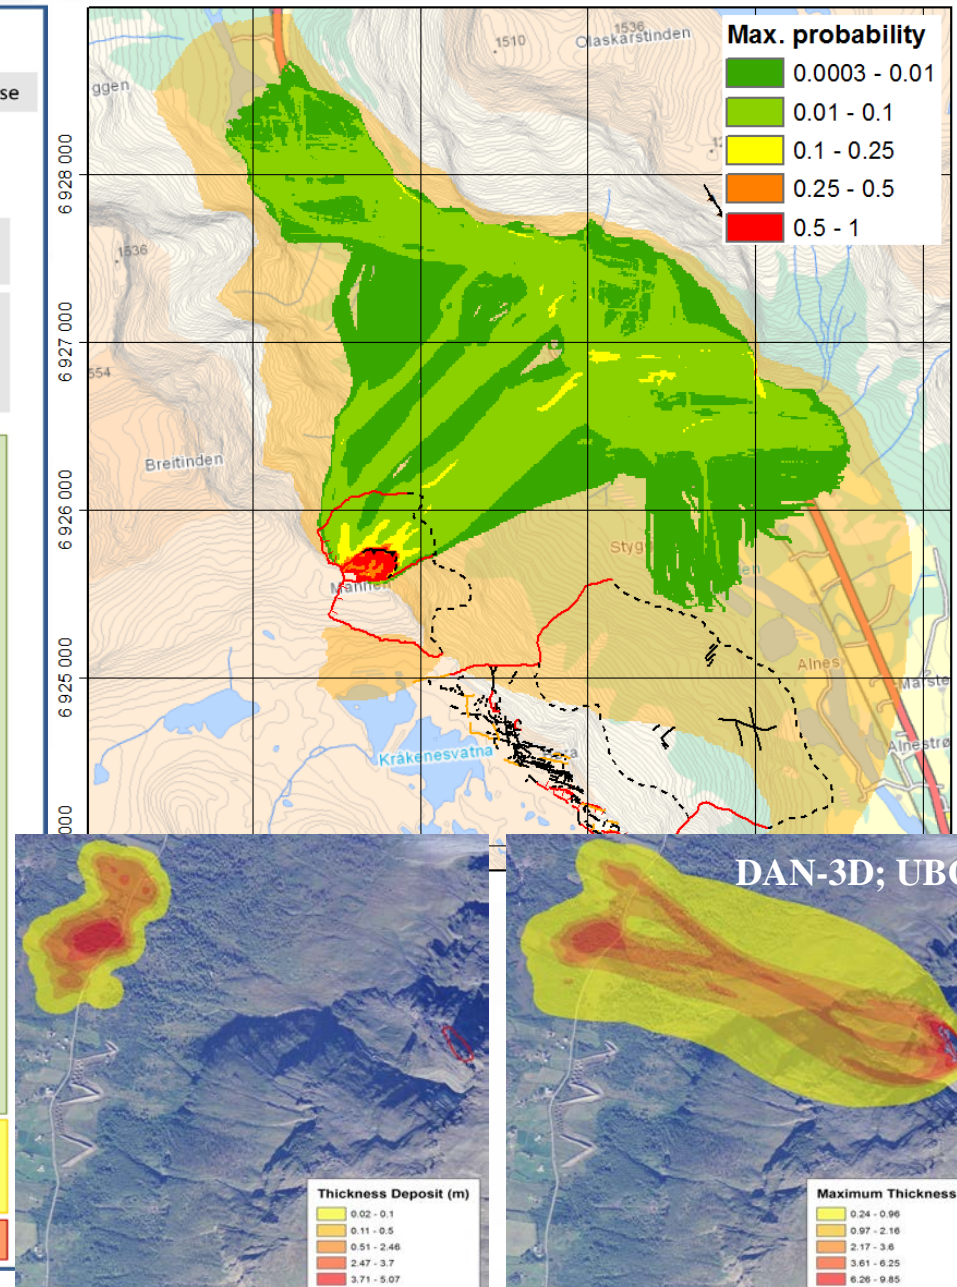 se
Max. probability
0.0003 - 0.01
0.01 - 0.1
0.1 - 0.25
0.25 - 0.5
0.5 - 1
1510
1536
Olaskarstinden
ggen
6 928 000
1536
6 927 000
554
Breitinden
6 926 000
Styg
en
Mannen
6 925 000
Alnes
Marste
Alnestrø
Kråkenesvatna
000
DAN-3D; UBC
Thickness Deposit (m)
0.02 - 0.1
0.11 - 0.5
0.51 - 2.46
2.47 - 3.7
3.71 - 5.07
Maximum Thickness
0.24 - 0.96
0.97 - 2.16
2.17 - 3.6
3.61 - 6.25
6.26 - 9.85